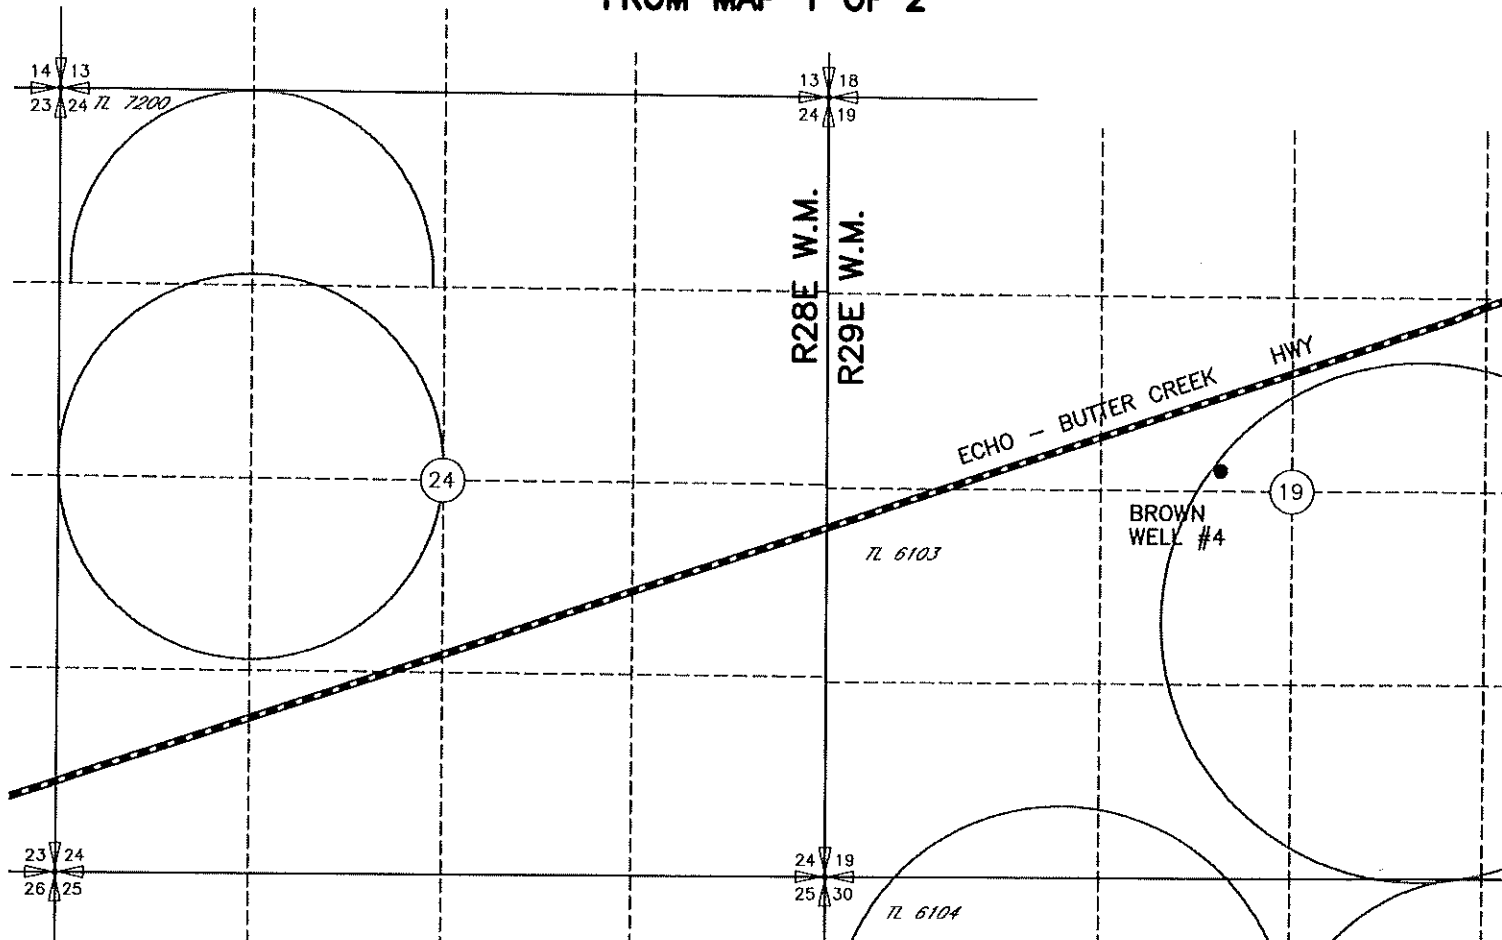 FROM MAP 1 OF 2
14 13
23 24
TL 7200
13 18
24 19
R28E W.M.
R29E W.M.
ECHO - BUTTER CREEK HWY
24
19
BROWN
WELL #4
TL 6103
23 24
26 25
24 19
25 30
TL 6104